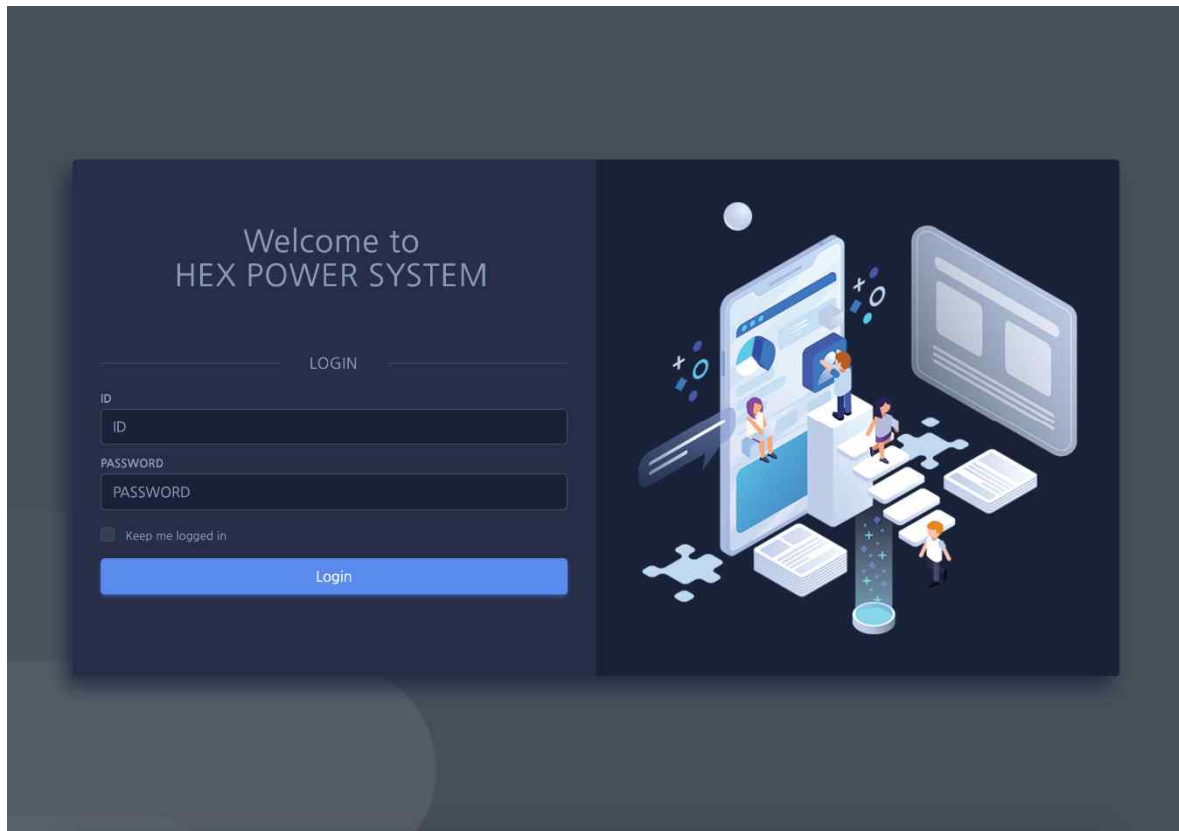 Welcome to
HEX POWER SYSTEM
LOGIN
ID
ID
PASSWORD
PASSWORD
Keep me logged in
Login